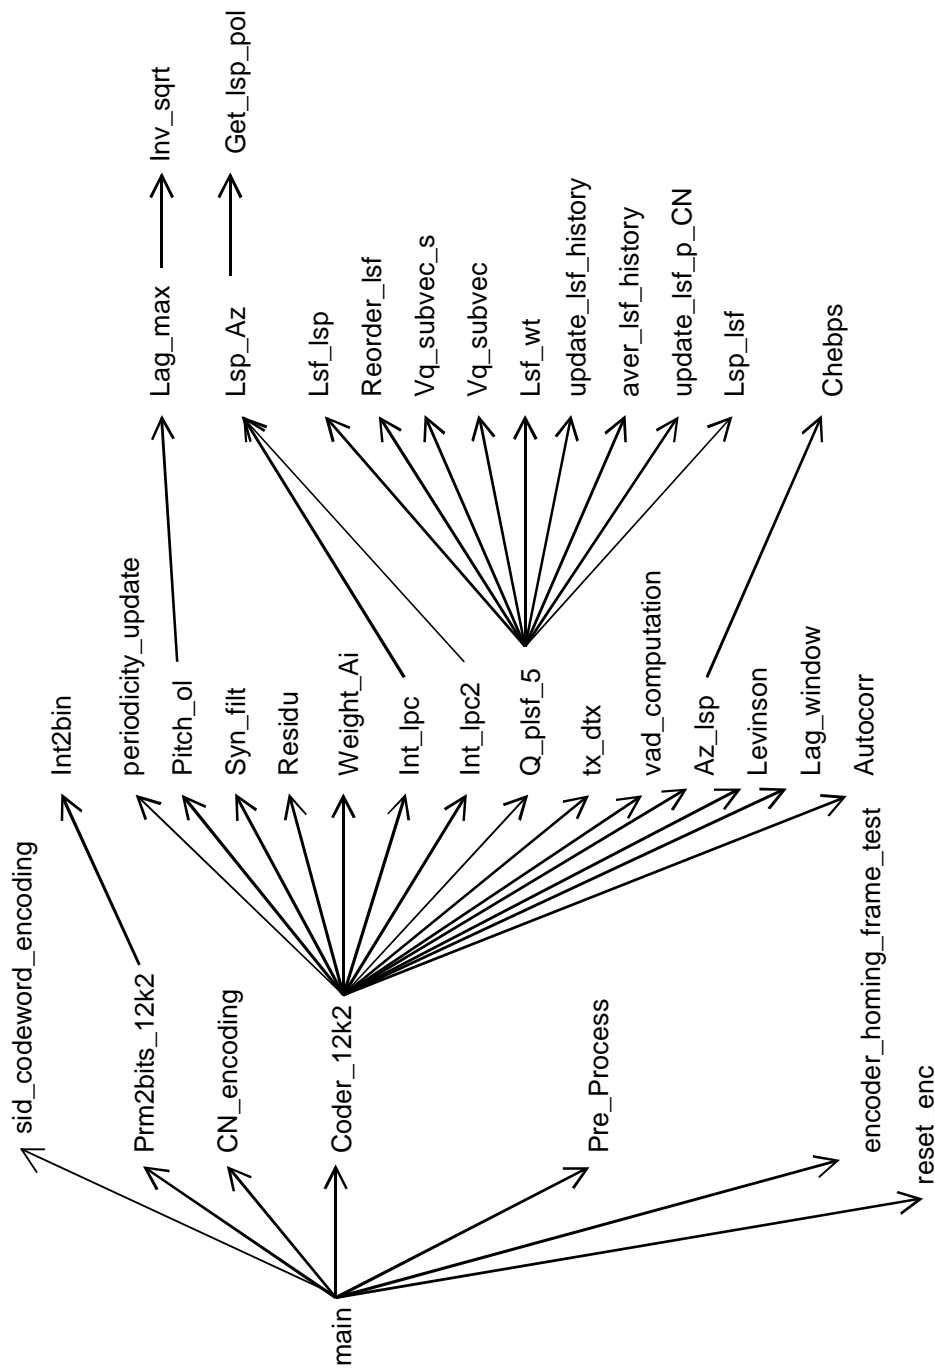 main
sid_codeword_encoding
Prm2bits_12k2
CN_encoding
Coder_12k2
Pre_Process
encoder_homing_frame_test
reset_enc
Int2bin
periodicity_update
Pitch_ol
Syn_filt
Residu
Weight_Ai
Int_lpc
Int_lpc2
Q_plsf_5
tx_dtx
vad_computation
Az_lsp
Levinson
Lag_window
Autocorr
Lag_max
Lsp_Az
Lsf_lsp
Reorder_lsf
Vq_subvec_s
Vq_subvec
Lsf_wt
update_lsf_history
aver_lsf_history
update_lsf_p_CN
Lsp_lsf
Chebps
Inv_sqrt
Get_lsp_pol